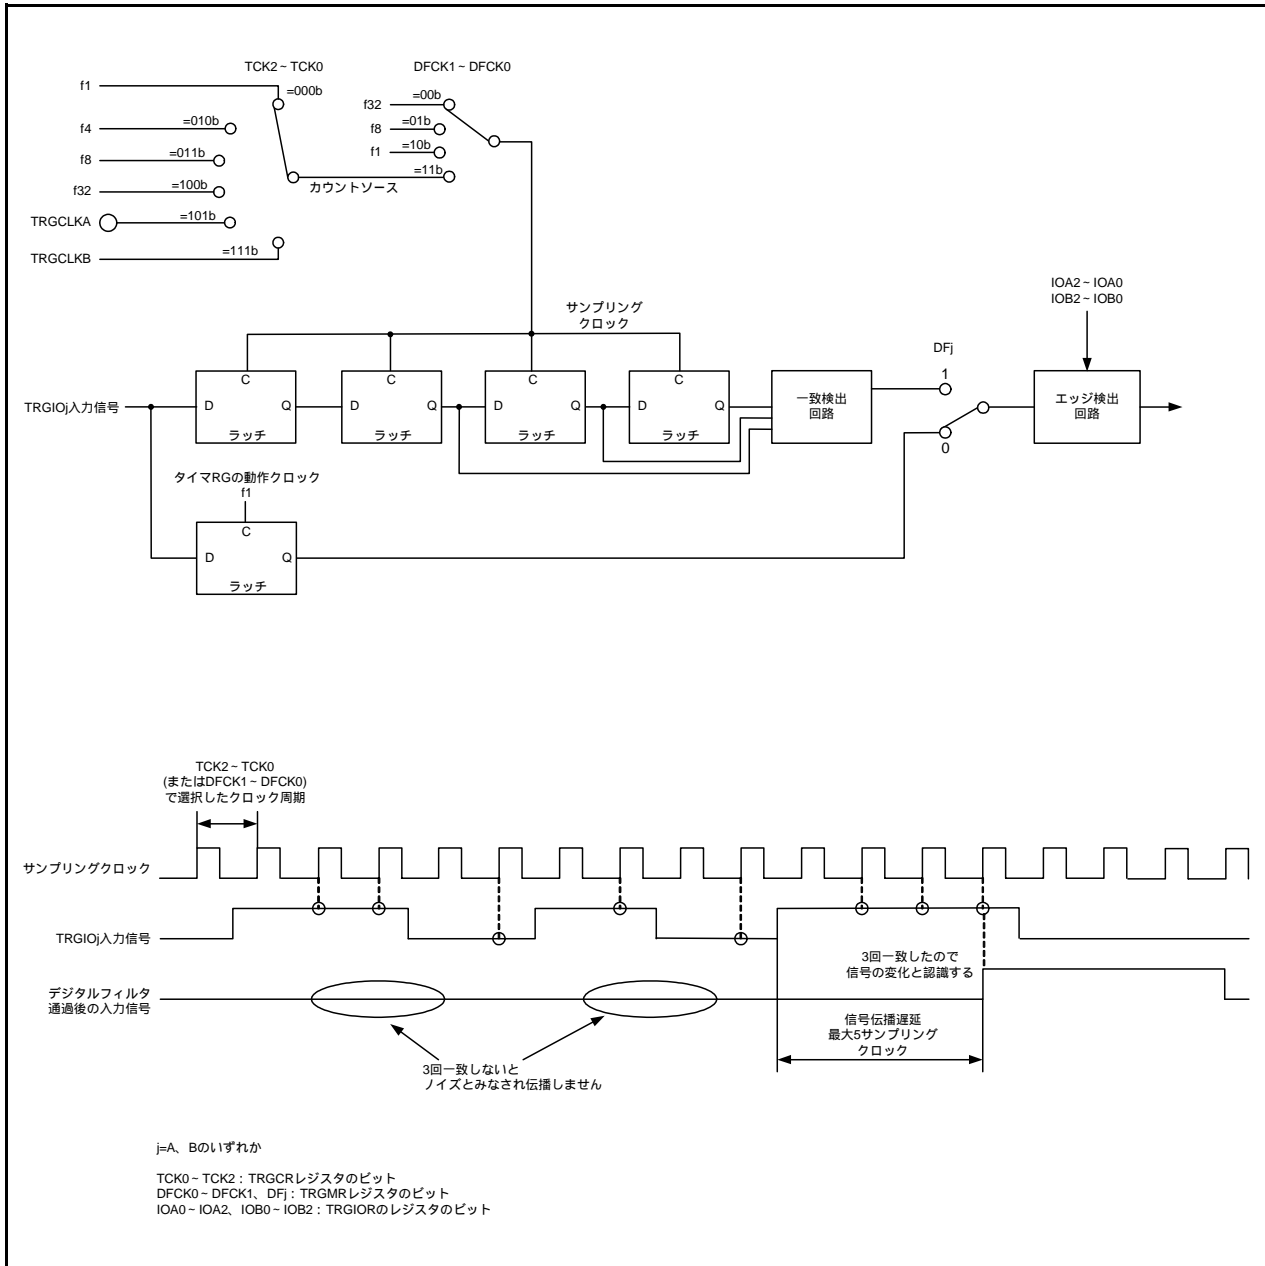 TCK2~TCK0
DFCK1~DFCK0
f1
=000b
f4
=010b
f8
=011b
f32
=100b
TRGCLKA
=101b
TRGCLKB
=111b
f32
=00b
f8
=01b
f1
=10b
=11b
カウントソース
サンプリング
クロック
IOA2~IOA0
IOB2~IOB0
DFj
1
0
TRGIOj入力信号
C
D
Q
ラッチ
C
D
Q
ラッチ
C
D
Q
ラッチ
C
D
Q
ラッチ
一致検出
回路
エッジ検出
回路
タイマRGの動作クロック
f1
C
D
Q
ラッチ
TCK2~TCK0
(またはDFCK1~DFCK0)
で選択したクロック周期
サンプリングクロック
TRGIOj入力信号
3回一致したので
信号の変化と認識する
デジタルフィルタ
通過後の入力信号
信号伝播遅延
最大5サンプリング
クロック
3回一致しないと
ノイズとみなされ伝播しません
j=A、Bのいずれか
TCK0~TCK2:TRGCRレジスタのビット
DFCK0~DFCK1、DFj:TRGMRレジスタのビット
IOA0~IOA2、IOB0~IOB2:TRGIORのレジスタのビット